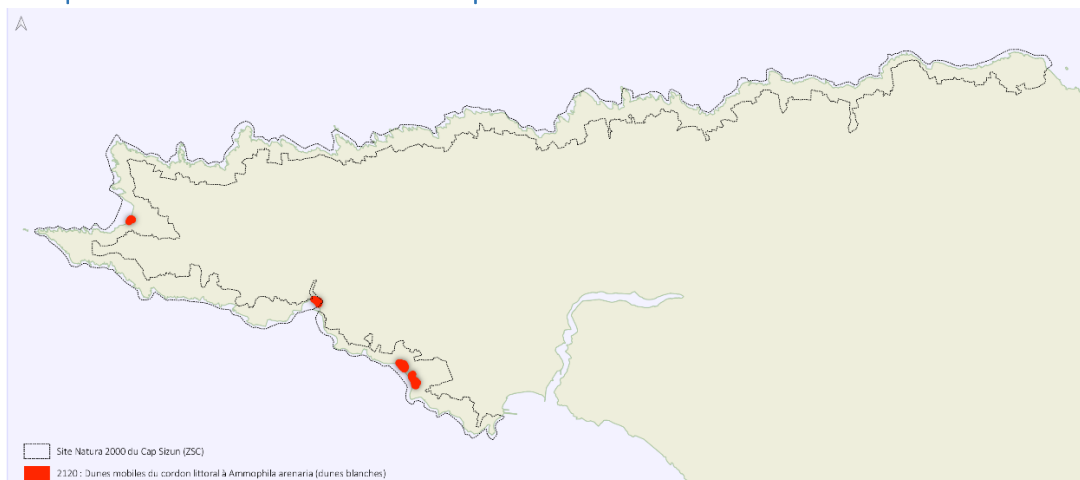 Site Natura 2000 du Cap Sizun (ZSC)
2120 : Dunes mobiles du cordon littoral à Ammophila arenaria (dunes blanches)